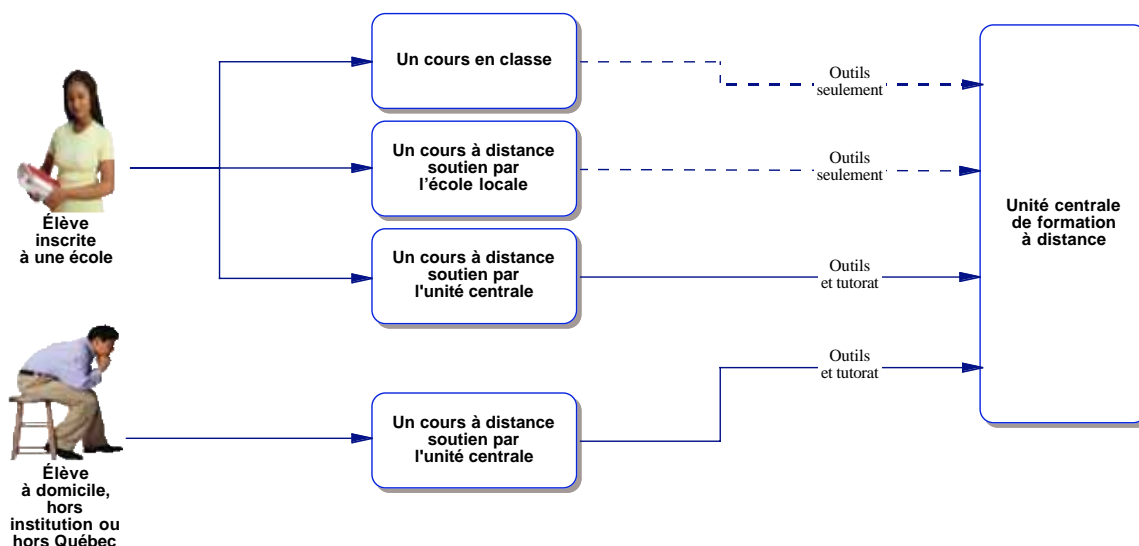 Un cours en classe
Outils
seulement
Un cours à distance
soutien par
l'école locale
Outils
seulement
Élève
inscrite
à une école
Unité centrale
de formation
à distance
Un cours à distance
soutien par
l'unité centrale
Outils
et tutorat
Outils
et tutorat
Un cours à distance
soutien par
l'unité centrale
Élève
à domicile,
hors
institution ou
hors Québec